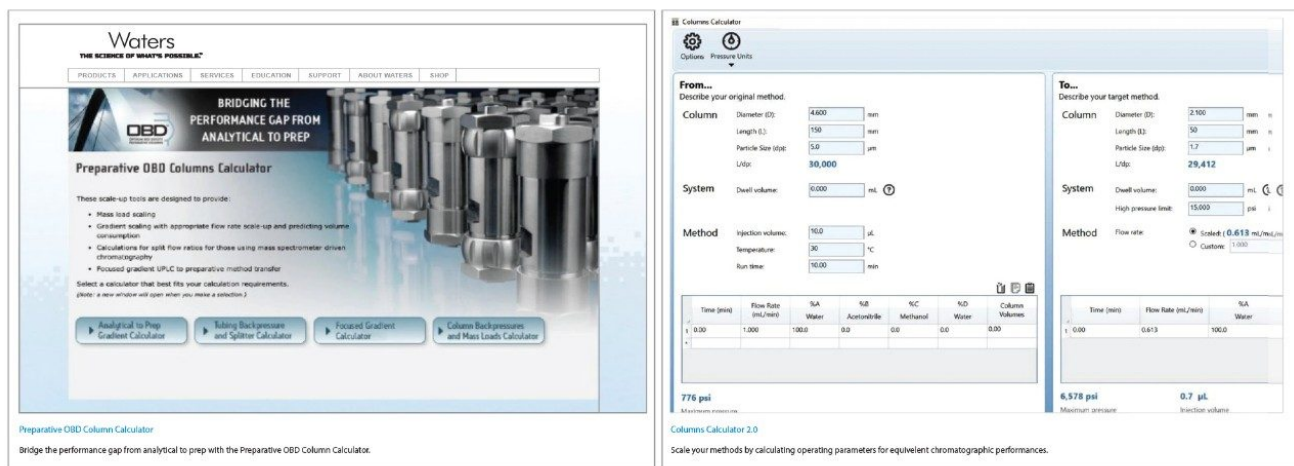 Waters
THE SCIENCE OF WHAT'S POSSIBLE.™
PRODUCTS APPLICATIONS SERVICES EDUCATION SUPPORT ABOUT WATERS SHOP
OBD
BRIDGING THE
PERFORMANCE GAP FROM
ANALYTICAL TO PREP
Preparative OBD Columns Calculator
These scale-up tools are designed to provide:
• Mass load scaling
• Gradient scaling with appropriate flow rate scale-up and predicting volume
consumption
• Calculations for split flow ratios for those using mass spectrometer driven
chromatography
• Focused gradient UPLC to preparative method transfer
Select a calculator that best fits your calculation requirements.
(Note: a new window will open when you make a selection.)
Analytical to Prep
Gradient Calculator
Tubing Backpressure
and Splitter Calculator
Focused Gradient
Calculator
Column Backpressures
and Mass Loads Calculator
Preparative OBD Column Calculator
Bridge the performance gap from analytical to prep with the Preparative OBD Column Calculator.
Columns Calculator
Options Pressure Units
From...
Describe your original method.
Column Diameter (D): 4.600 mm
Length (L): 150 mm
Particle Size (dp): 5.0 µm
L/dp: 30,000
System Dwell volume: 0.000 mL ?
Method Injection volume: 10.0 µL
Temperature: 30 °C
Run time: 10.00 min
Time (min) Flow Rate (mL/min) %A Water %B Acetonitrile %C Methanol %D Water Column Volumes
1 0.00 1.000 100.0 0.0 0.0 0.0 0.00
776 psi
Maximum pressure
To...
Describe your target method.
Column Diameter (D): 2.100 mm
Length (L): 50 mm
Particle Size (dp): 1.7 µm
L/dp: 29,412
System Dwell volume: 0.000 mL
High pressure limit: 15,000 psi
Method Flow rate: Scaled: ( 0.613 mL/min
Custom: 1.000
Time (min) Flow Rate (mL/min) %A Water
1 0.00 0.613 100.0
6,578 psi 0.7 µL
Maximum pressure Injection volume
Columns Calculator 2.0
Scale your methods by calculating operating parameters for equivelent chromatographic performances.